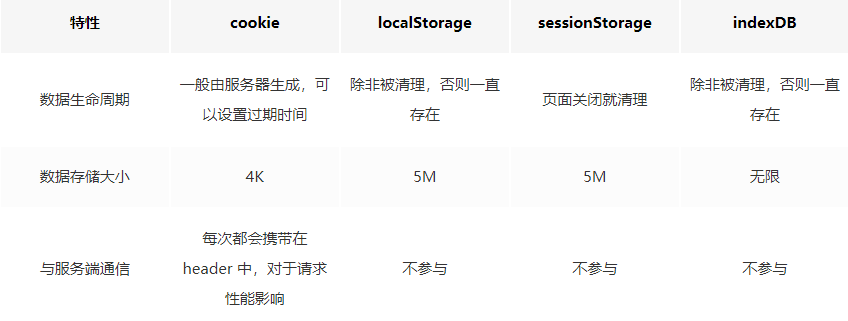 特性 cookie localStorage sessionStorage indexDB
数据生命周期
一般由服务器生成，可
以设置过期时间
除非被清理，否则一直
存在
页面关闭就清理
除非被清理，否则一直
存在
数据存储大小 4K 5M 5M 无限
与服务端通信
每次都会携带在
header 中，对于请求
性能影响
不参与
不参与
不参与